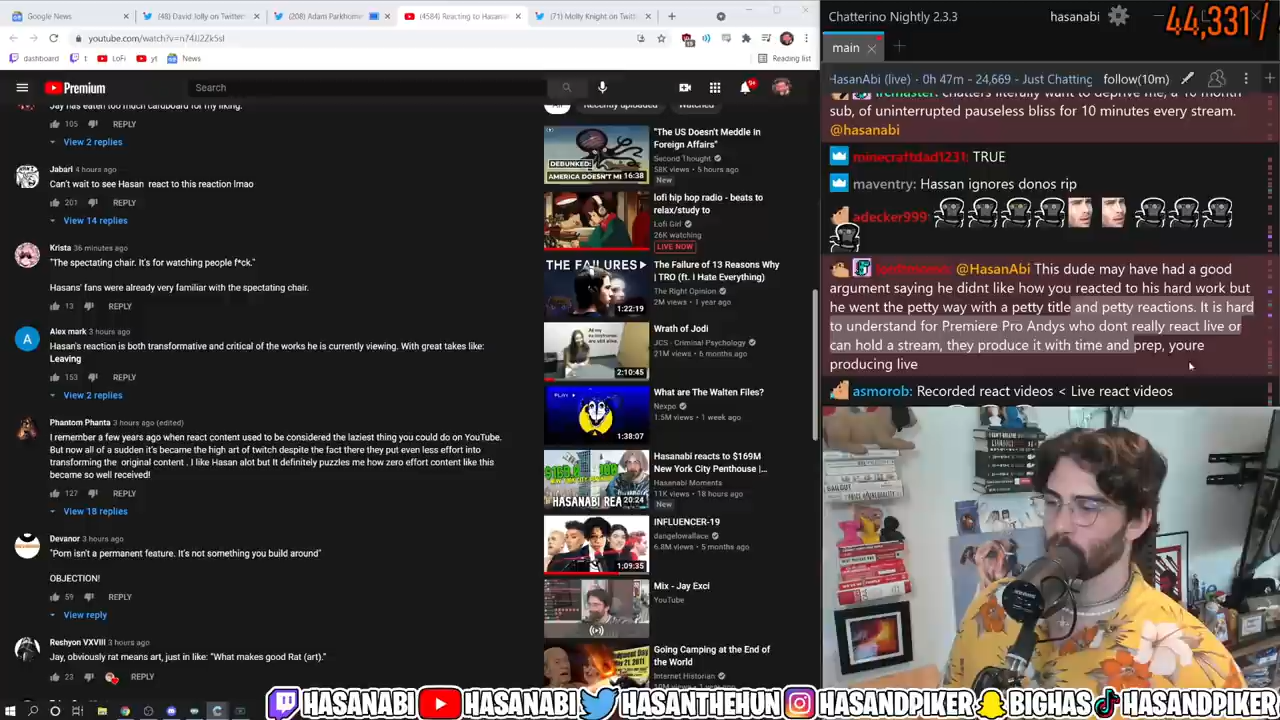 Google News
(48) David Jolly on Twitter
(208) Adam Parkhom
(4584) Reacting to Hasan
(71) Molly Knight on Twitt
youtube.com/watch?v=n74JJ2Zk5sI
dashboard
t
LoFi
yt
News
Reading list
Premium
Search
9+
Jay has eaten too much cardboard for my liking.
105 REPLY
View 2 replies
Jabari 4 hours ago
Can't wait to see Hasan react to this reaction lmao
201 REPLY
View 14 replies
Krista 36 minutes ago
"The spectating chair. It's for watching people f*ck."
Hasans' fans were already very familiar with the spectating chair.
13 REPLY
A
Alex mark 3 hours ago
Hasan's reaction is both transformative and critical of the works he is currently viewing. With great takes like:
Leaving
153 REPLY
View 2 replies
Phantom Phanta 3 hours ago (edited)
I remember a few years ago when react content used to be considered the laziest thing you could do on YouTube.
But now all of a sudden it's became the high art of twitch dispite the fact there they put even less effort into
transforming the original content . I like Hasan alot but It definitely puzzles me how zero effort content like this
became so well received!
127 REPLY
View 18 replies
Devanor 3 hours ago
"Porn isn't a permanent feature. It's not something you build around"
OBJECTION!
59 REPLY
View reply
Reshyon VXVIII 3 hours ago
Jay, obviously rat means art, just in like: "What makes good Rat (art)."
23 REPLY
All
Recently uploaded
Watched
DEBUNKED:
AMERICA DOESN'T ME
16:38
"The US Doesn't Meddle In
Foreign Affairs"
Second Thought
58K views • 5 hours ago
New
lofi hip hop radio - beats to
relax/study to
Lofi Girl
26K watching
LIVE NOW
THE FAILURES
1:22:19
The Failure of 13 Reasons Why
| TRO (ft. I Hate Everything)
The Right Opinion
2M views • 1 year ago
2:10:45
Wrath of Jodi
JCS - Criminal Psychology
21M views • 6 months ago
PLAY
1:38:07
What are The Walten Files?
Nexpo
1.5M views • 1 week ago
HASANABI REA
20:24
Hasanabi reacts to $169M
New York City Penthouse |...
Hasanabi Moments
11K views • 18 hours ago
New
1:09:35
INFLUENCER-19
dangelowallace
6.8M views • 5 months ago
Mix - Jay Exci
YouTube
Going Camping at the End of
the World
Internet Historian
Chatterino Nightly 2.3.3
hasanabi
44,331/
main
HasanAbi (live) - 0h 47m - 24,669 - Just Chatting
follow(10m)
ircmaster: Chatters literally want to deprive me, a 10 month
sub, of uninterrupted pauseless bliss for 10 minutes every stream.
@hasanabi
minecraftdad1231: TRUE
maventry: Hassan ignores donos rip
adecker999:
@HasanAbi This dude may have had a good
argument saying he didnt like how you reacted to his hard work but
he went the petty way with a petty title and petty reactions. It is hard
to understand for Premiere Pro Andys who dont really react live or
can hold a stream, they produce it with time and prep, youre
producing live
asmorob: Recorded react videos < Live react videos
HASANABI HASANABI HASANTHEHUN HASANDPIKER BIGHAS HASANDPIKER